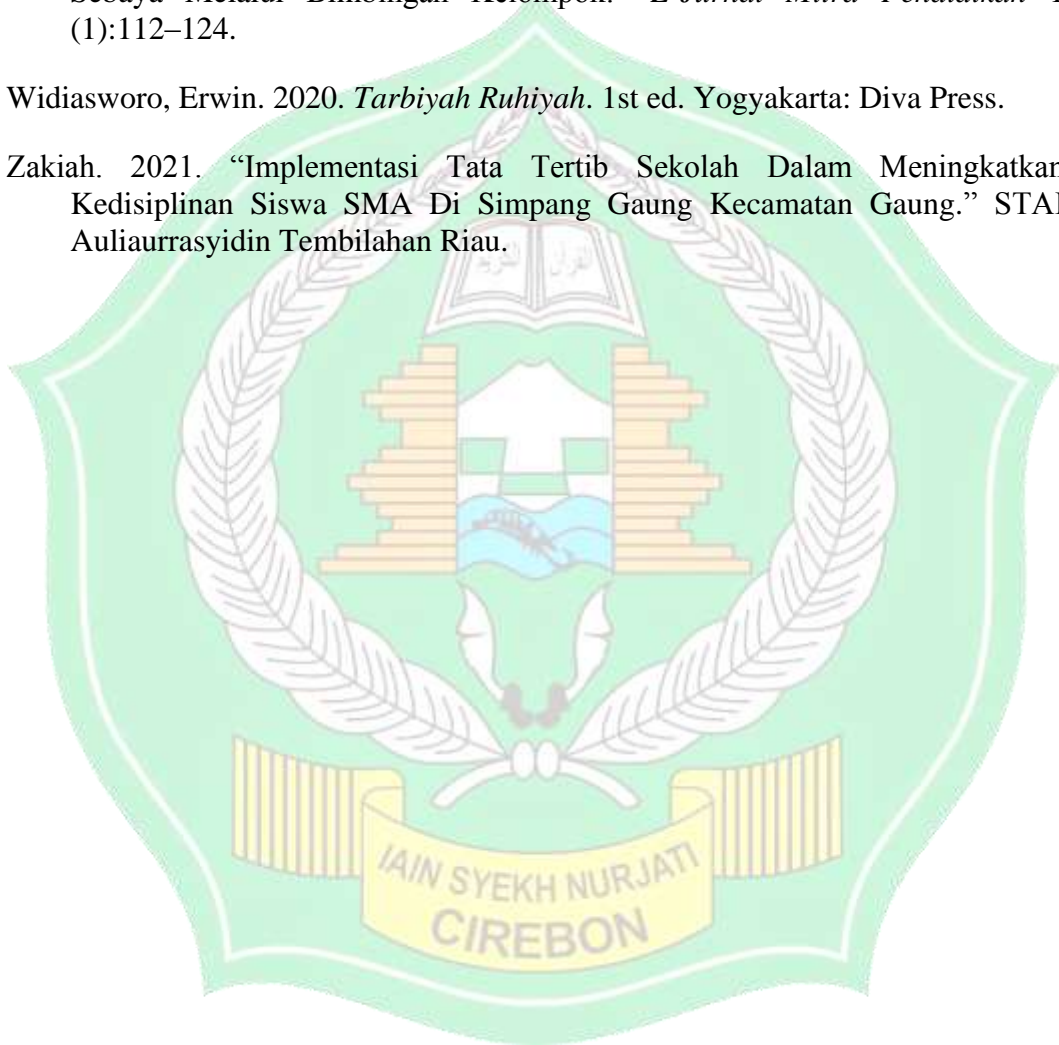 Sebaya Melalui Bimbingan Kelompok.” E-Jurnal Mitra Pendidikan
(1):112–124.
Widiasworo, Erwin. 2020. Tarbiyah Ruhiyah. 1st ed. Yogyakarta: Diva Press.
Zakiah. 2021. “Implementasi Tata Tertib Sekolah Dalam Meningkatkan
Kedisiplinan Siswa SMA Di Simpang Gaung Kecamatan Gaung.” STAI
Auliaurrasyidin Tembilahan Riau.
IAIN SYEKH NURJATI
CIREBON